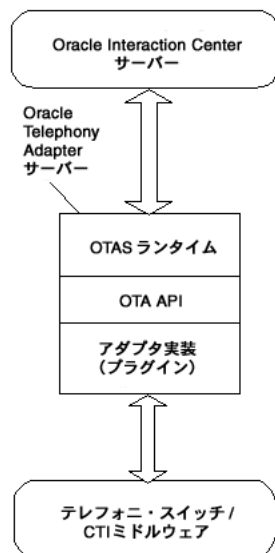 Oracle Interaction Center
サーバー
Oracle
Telephony
Adapter
サーバー
OTAS ランタイム
OTA API
アダプタ実装
(プラグイン)
テレフォニ・スイッチ/
CTIミドルウェア